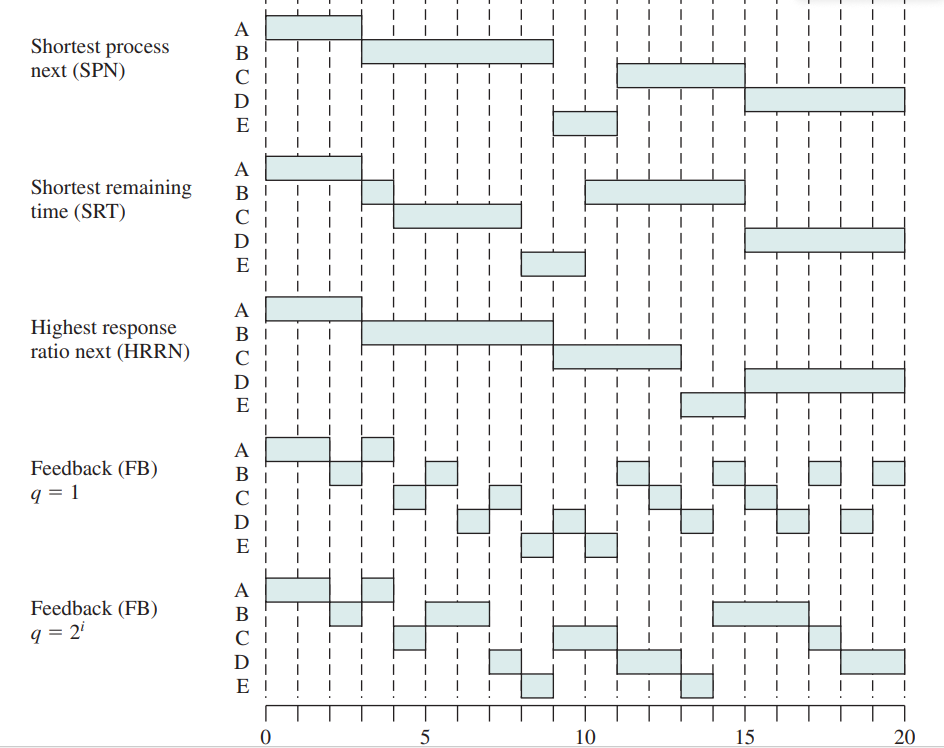 A
Shortest process
B
next (SPN)
C
D
E
A
Shortest remaining
B
time (SRT)
C
D
E
A
Highest response
B
ratio next (HRRN)
C
D
E
A
Feedback (FB)
B
q = 1
C
D
E
A
Feedback (FB)
B
q = 2^i
C
D
E
0 5 10 15 20